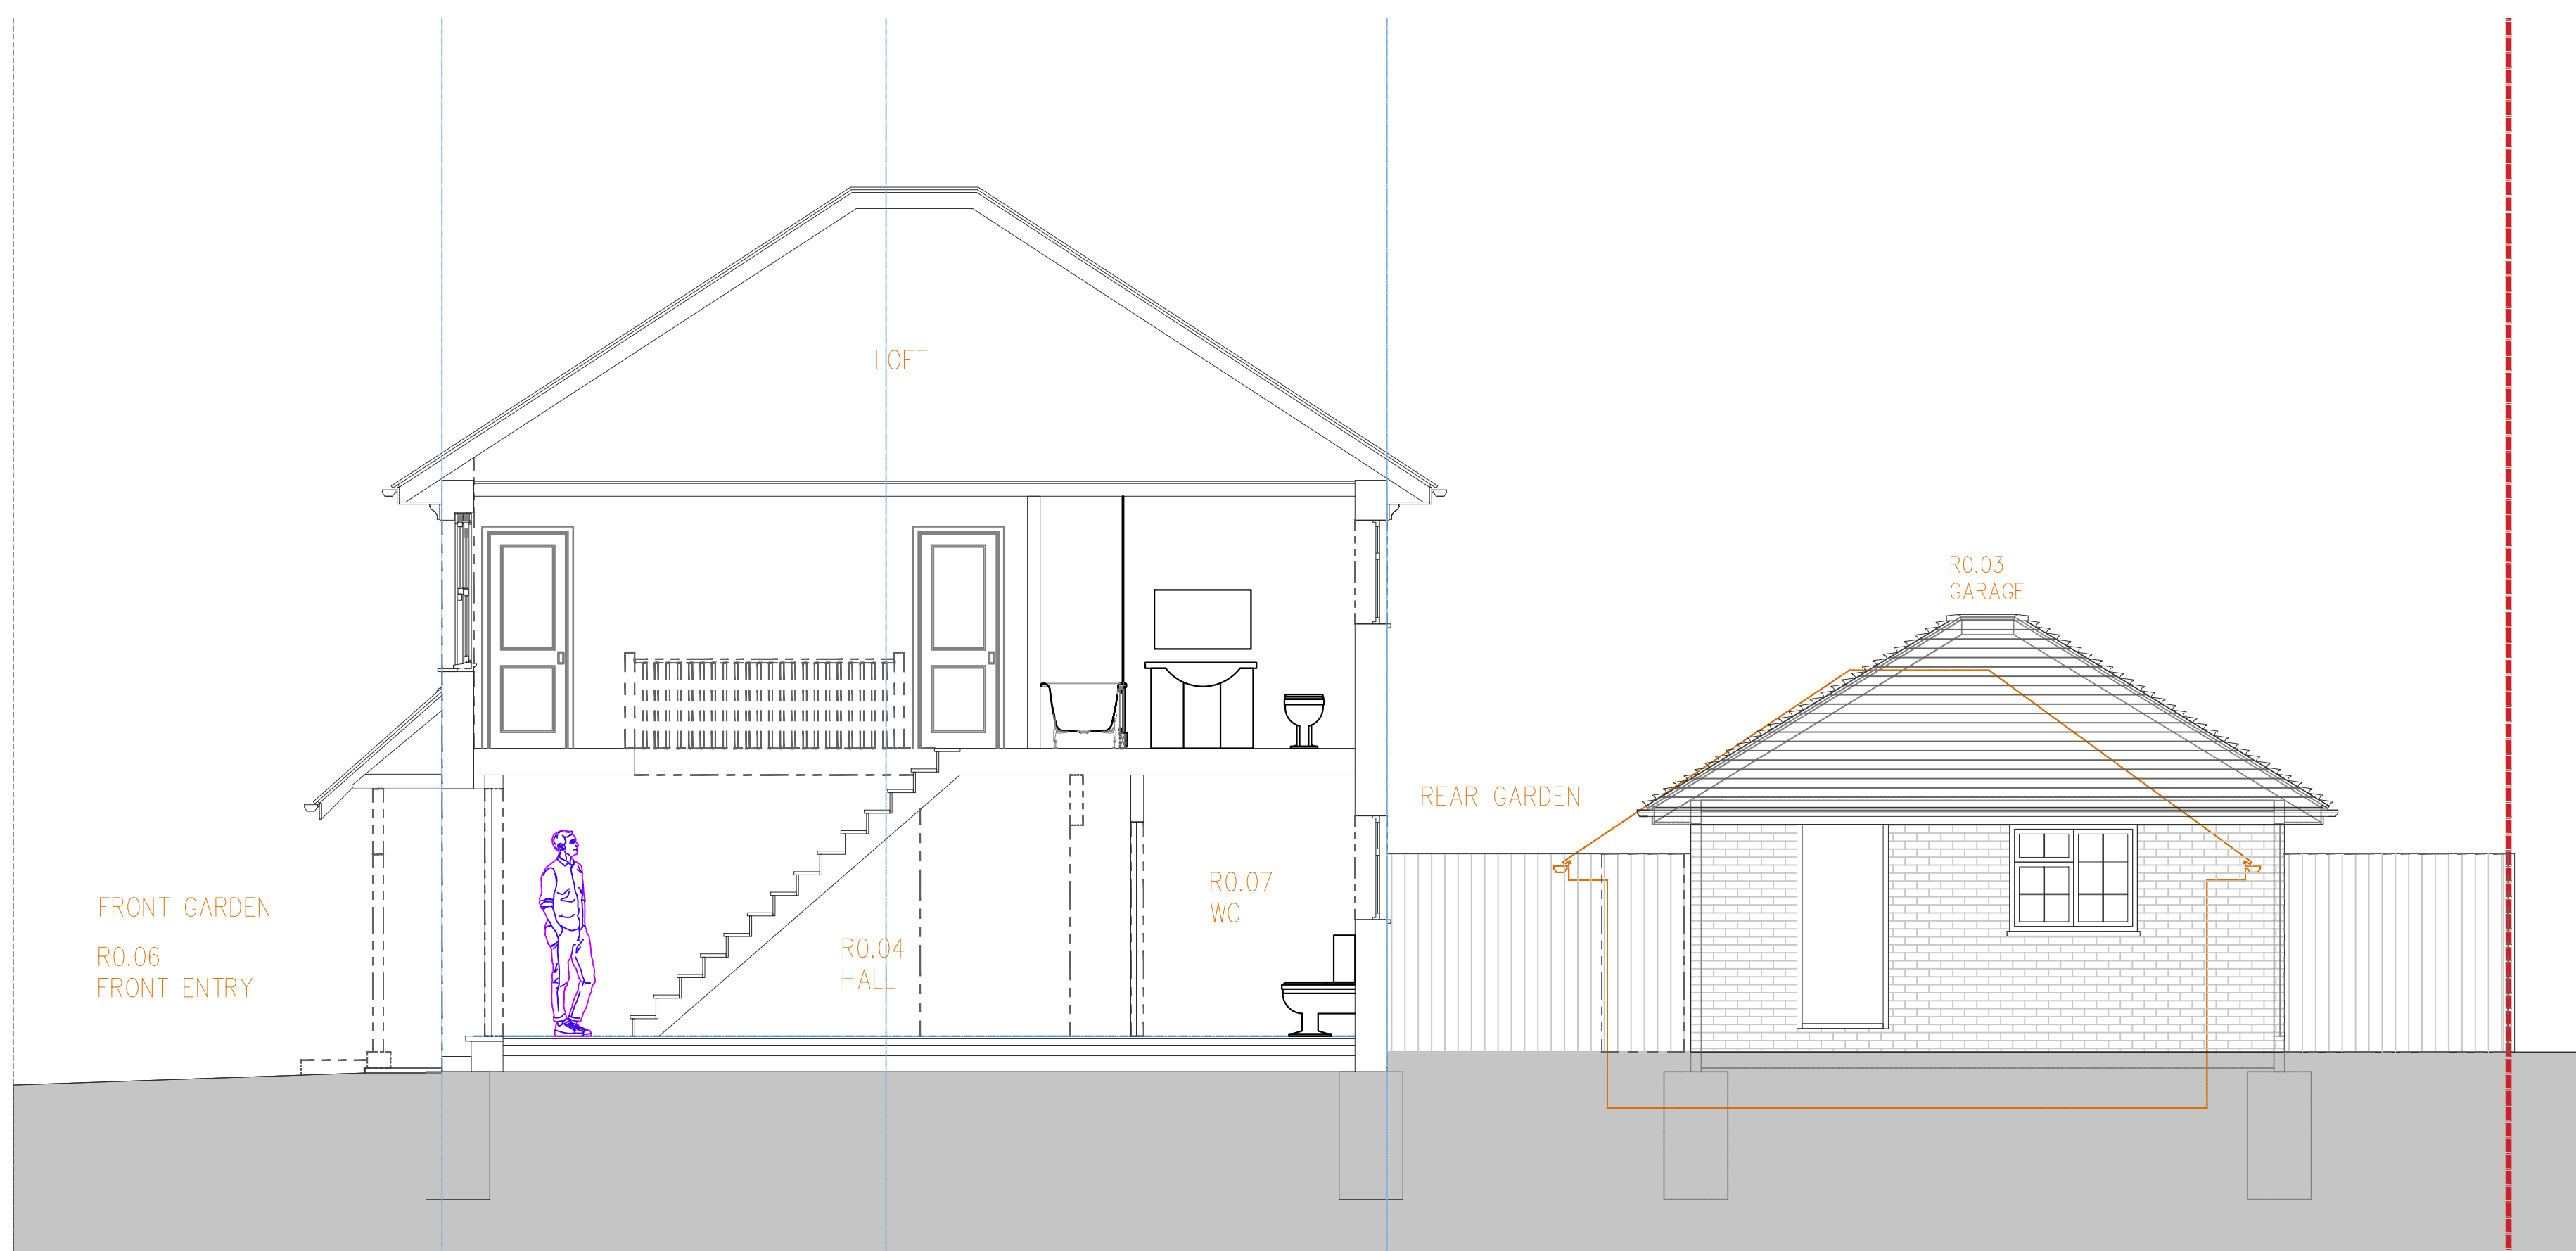 LOFT
R0.03
GARAGE
REAR GARDEN
R0.07
WC
FRONT GARDEN
R0.04
HALL
R0.06
FRONT ENTRY